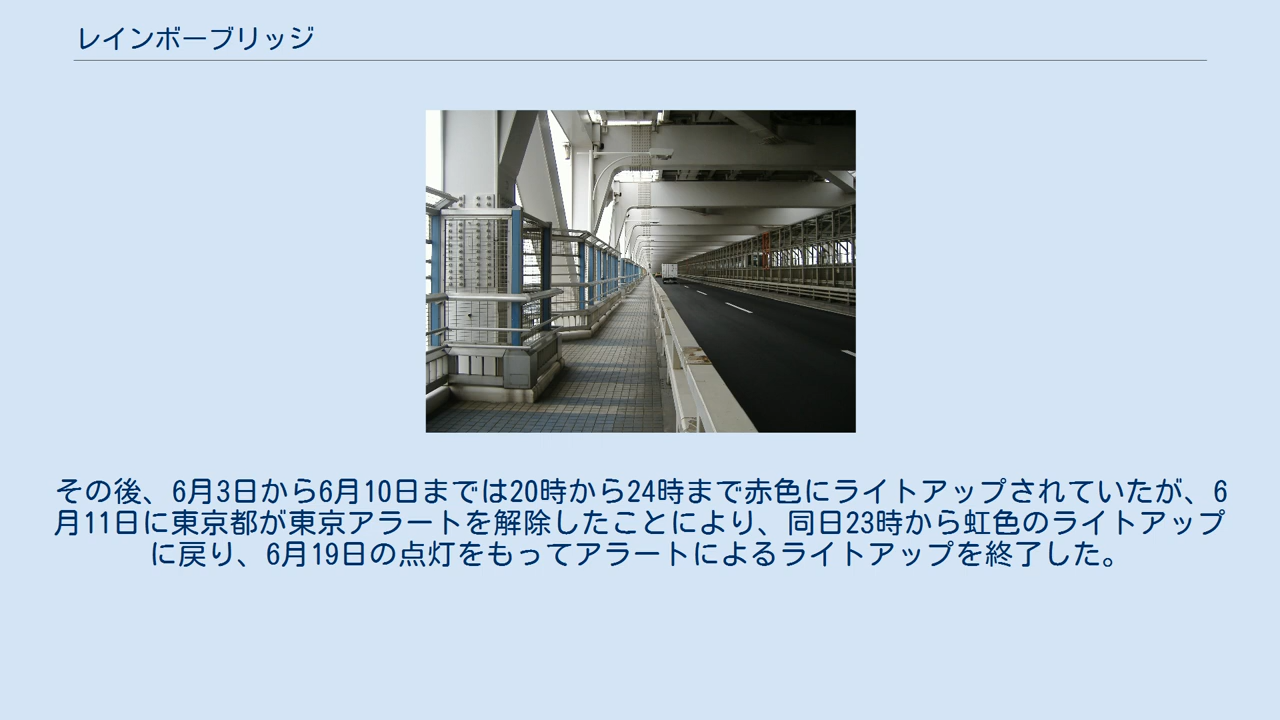 レインボーブリッジ
その後、6月3日から6月10日までは20時から24時まで赤色にライトアップされていたが、6
月11日に東京都が東京アラートを解除したことにより、同日23時から虹色のライトアップ
に戻り、6月19日の点灯をもってアラートによるライトアップを終了した。